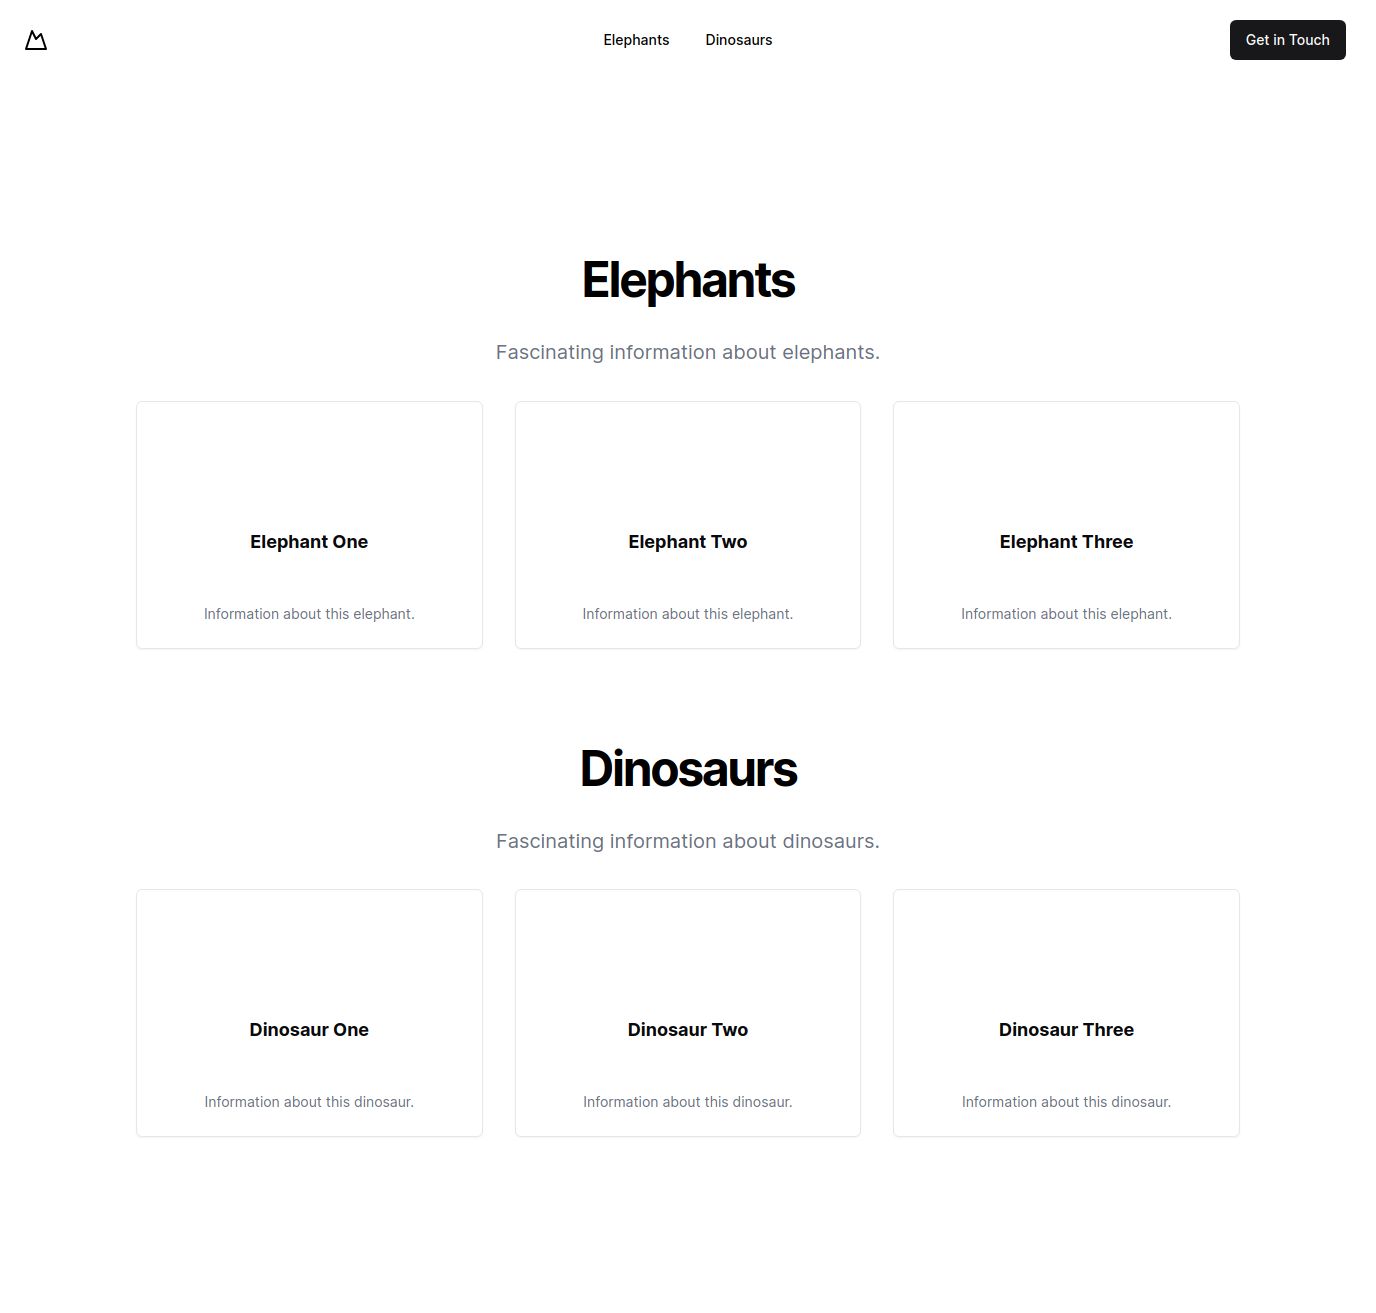 Elephants
Dinosaurs
Get in Touch
Elephants
Fascinating information about elephants.
Elephant One
Elephant Two
Elephant Three
Information about this elephant.
Information about this elephant.
Information about this elephant.
Dinosaurs
Fascinating information about dinosaurs.
Dinosaur One
Dinosaur Two
Dinosaur Three
Information about this dinosaur.
Information about this dinosaur.
Information about this dinosaur.